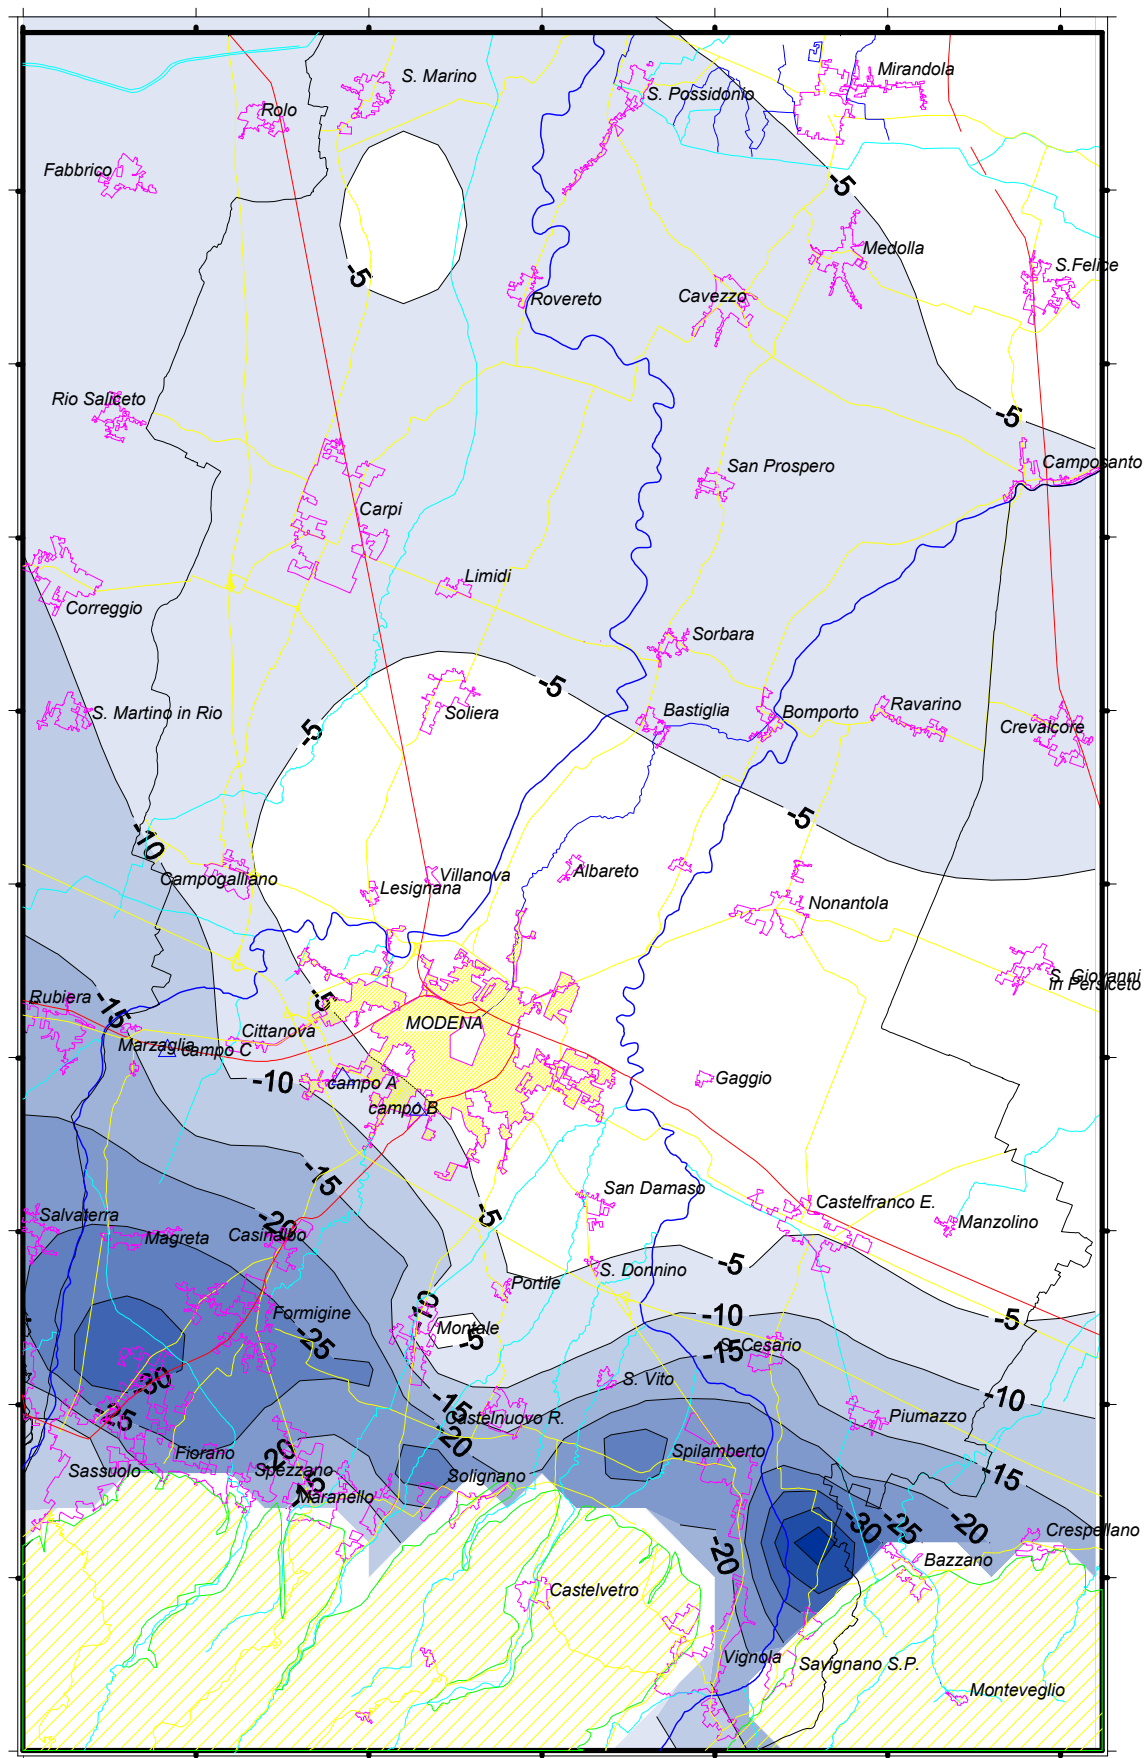 Mirandola
S. Marino
S. Possidonio
Rolo
Fabbrico
-5
Medolla
S.Felice
-5
Rovereto
Cavezzo
Rio Saliceto
-5
Camposanto
San Prospero
Carpi
Limidi
Correggio
Sorbara
-5
Ravarino
S. Martino in Rio
Soliera
Bastiglia
Bomporto
Crevalcore
-5
-5
-10
Villanova
Albareto
Campogalliano
Lesignana
Nonantola
S. Giovanni
in Persiceto
Rubiera
-5
-15
MODENA
Cittanova
Marzaglia
campo C
Gaggio
-10
campo A
campo B
-15
San Damaso
Castelfranco E.
Salvaterra
-5
-20
Manzolino
Magreta
Casinalbo
-5
S. Donnino
Portile
-10
Formigine
-10
-5
Montale
-25
-5
S. Cesario
-15
S. Vito
-30
-10
-15
-25
Castelnuovo R.
Piumazzo
-20
Fiorano
-20
Spilamberto
Sassuolo
Spezzano
Solignano
-15
-15
Maranello
-30
-25
-20
Crespellano
-20
Bazzano
Castelvetro
Vignola
Savignano S.P.
Monteveglio